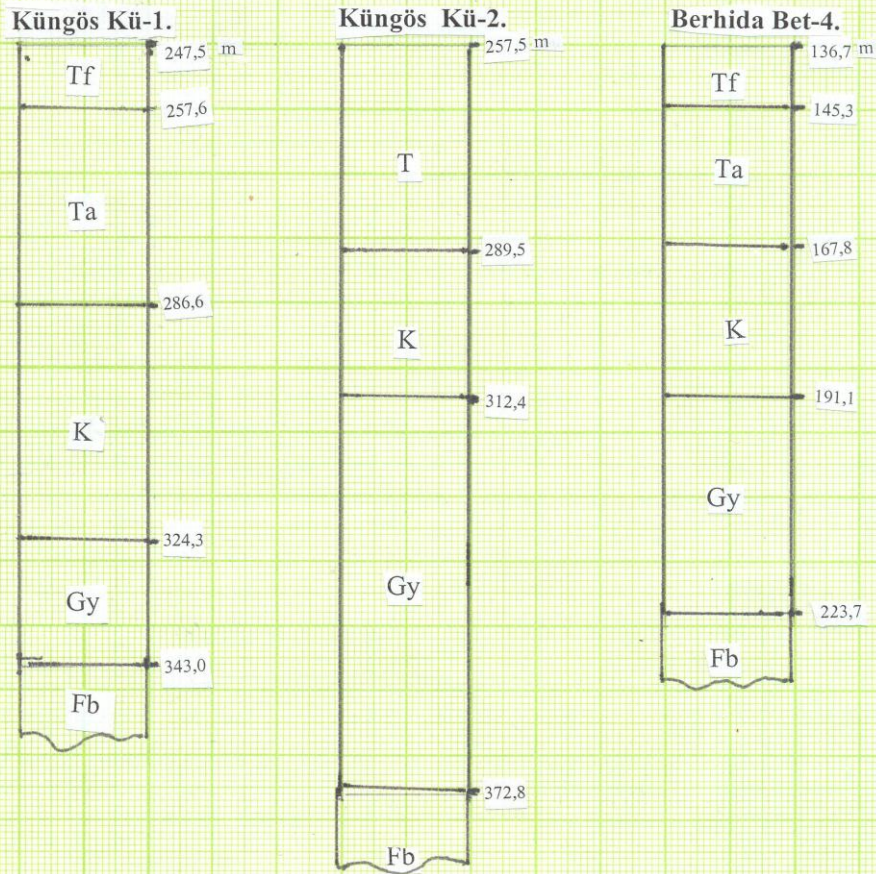 Küngös Kü-1.
247,5 m
Tf
257,6
Ta
286,6
K
324,3
Gy
343,0
Fb
Küngös Kü-2.
257,5 m
T
289,5
K
312,4
Gy
372,8
Fb
Berhida Bet-4.
136,7 m
Tf
145,3
Ta
167,8
K
191,1
Gy
223,7
Fb